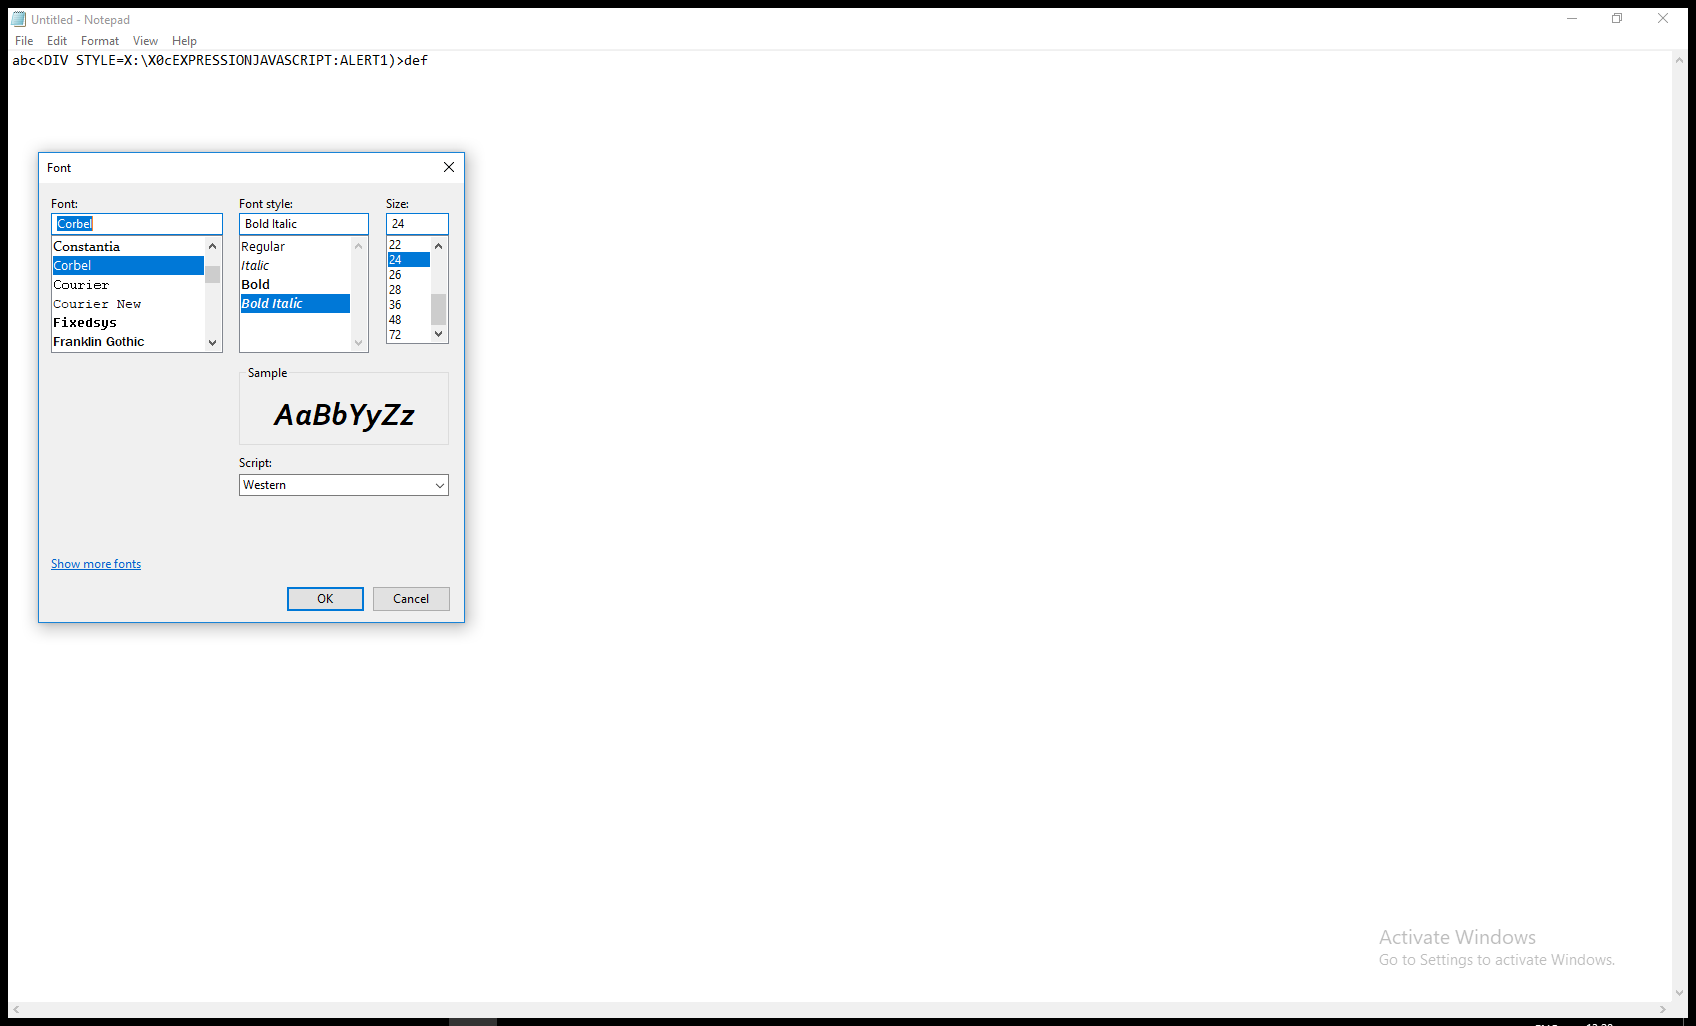 Untitled - Notepad
File Edit Format View Help
abc<DIV STYLE=X:\X0cEXPRESSIONJAVASCRIPT:ALERT1)>def
Font
Font: Font style: Size:
Corbel Bold Italic 24
Constantia
Corbel
Courier
Courier New
Fixedsys
Franklin Gothic
Regular
Italic
Bold
Bold Italic
22
24
26
28
36
48
72
Sample
AaBbYyZz
Script:
Western
Show more fonts
OK Cancel
Activate Windows
Go to Settings to activate Windows.